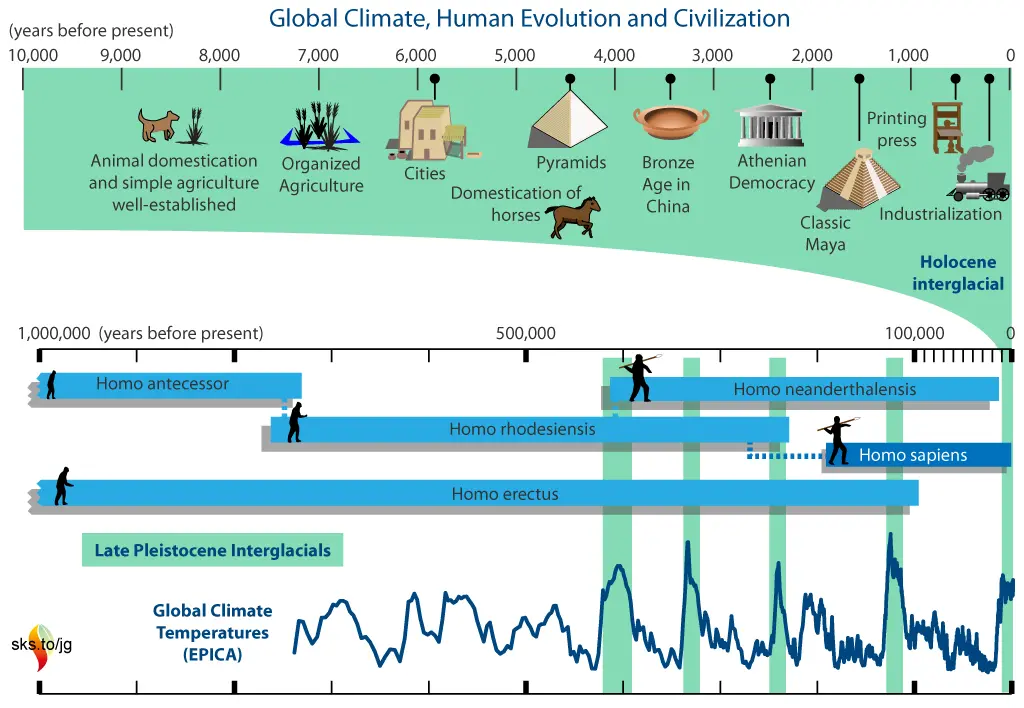 Global Climate, Human Evolution and Civilization
(years before present)
10,000 9,000 8,000 7,000 6,000 5,000 4,000 3,000 2,000 1,000 0
Animal domestication
and simple agriculture
well-established
Organized
Agriculture
Cities
Pyramids
Domestication of
horses
Bronze
Age in
China
Athenian
Democracy
Classic
Maya
Printing
press
Industrialization
Holocene
interglacial
1,000,000 (years before present) 500,000 100,000 0
Homo antecessor
Homo neanderthalensis
Homo rhodesiensis
Homo sapiens
Homo erectus
Late Pleistocene Interglacials
Global Climate
Temperatures
(EPICA)
sks.to/jg